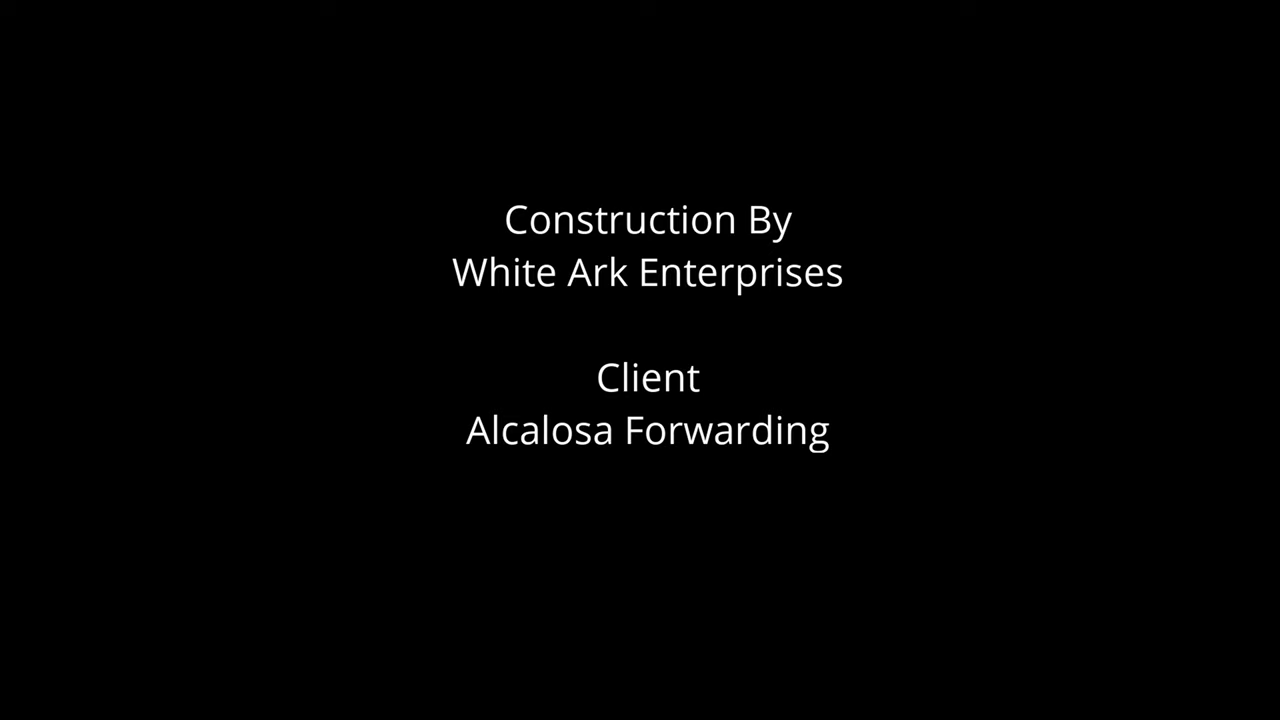 Construction By
White Ark Enterprises
Client
Alcalosa Forwarding